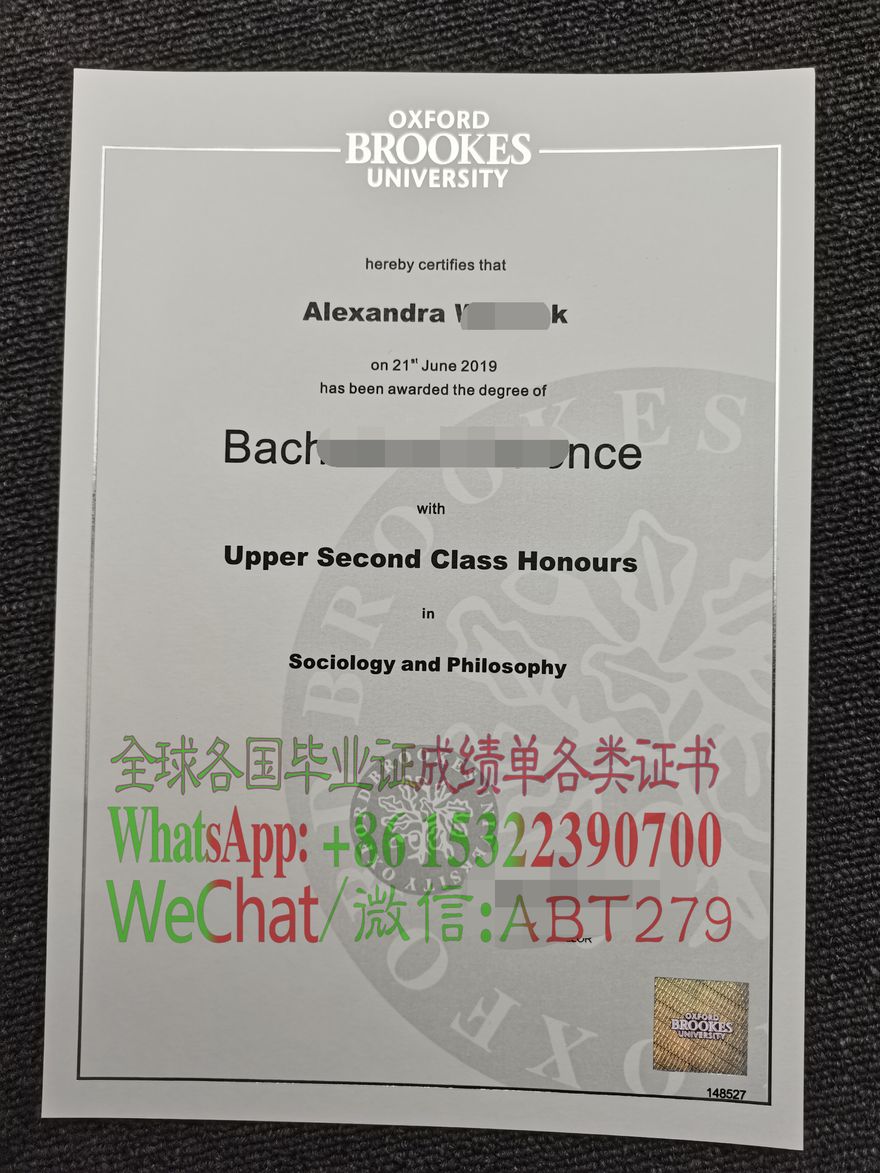 OXFORD
BROOKES
UNIVERSITY
hereby certifies that
Alexandra
on 21st June 2019
has been awarded the degree of
with
Upper Second Class Honours
in
Sociology and Philosophy
全球各国毕业证成绩单各类证书
WhatsApp: +86 15322390700
WeChat/微信:ABT279
OXFORD
BROOKES
UNIVERSITY
148527